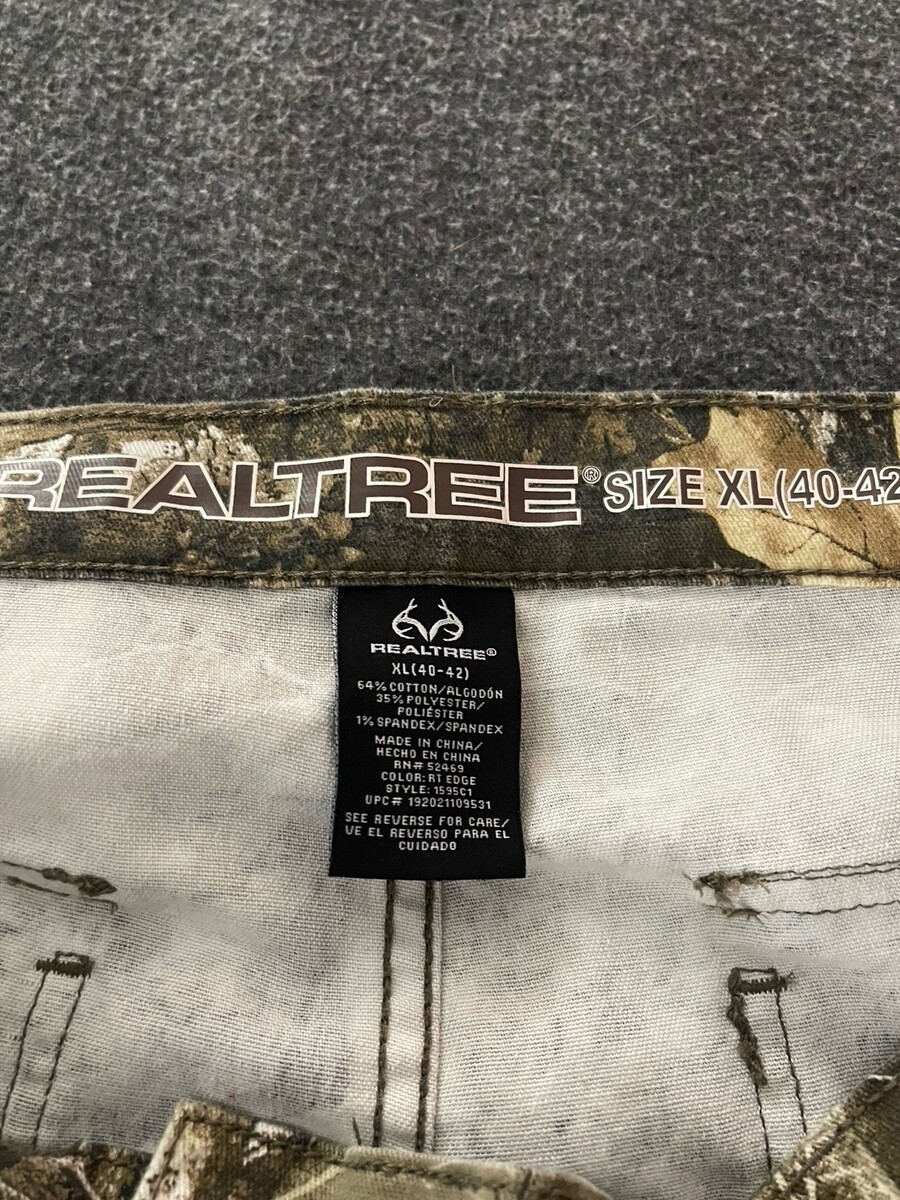 REALTREE® SIZE XL(40-42
REALTREE®
XL(40-42)
64% COTTON/ALGODÓN
35% POLYESTER/
POLIÉSTER
1% SPANDEX/SPANDEX
MADE IN CHINA/
HECHO EN CHINA
RN# 52469
COLOR: RT EDGE
STYLE: 1595C1
UPC# 192021109531
SEE REVERSE FOR CARE/
VE EL REVERSO PARA EL
CUIDADO